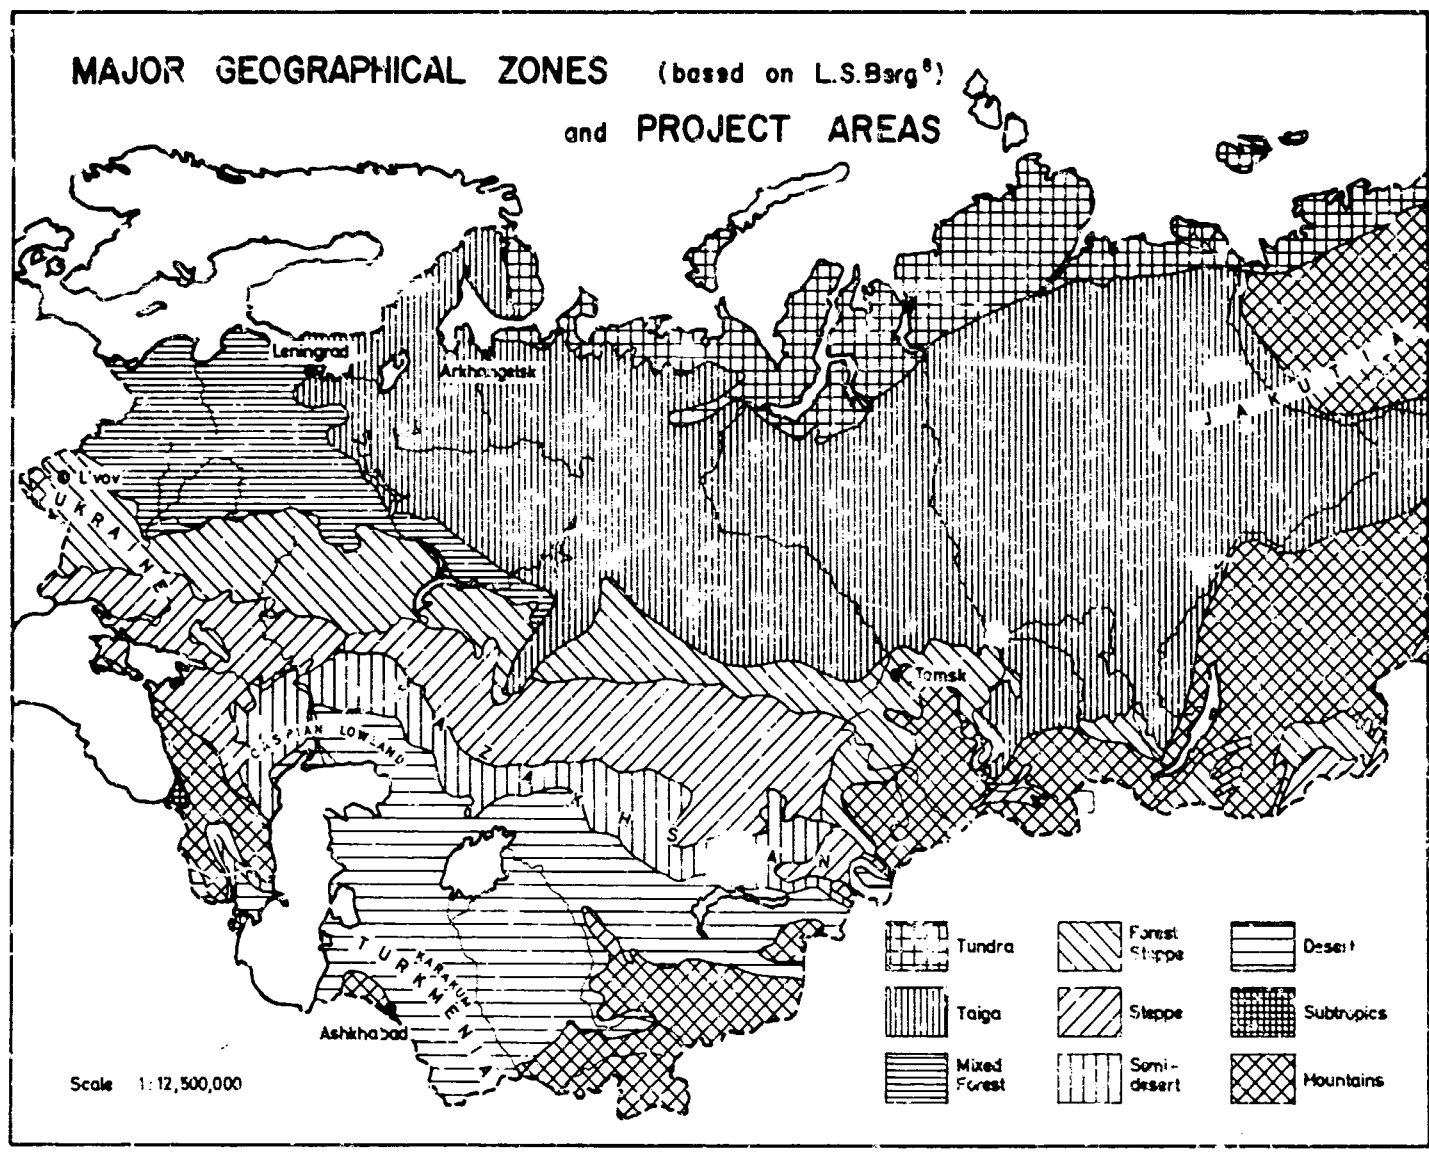 MAJOR GEOGRAPHICAL ZONES (based on L.S.Berg⁸)
and PROJECT AREAS
Leningrad
Arkhangelsk
JAKUTIA
L'vov
UKRAINE
Tomsk
CASPIAN LOWLAND
KAZAKHSTAN
KARAKUM
TURKMENIA
Ashkhabad
Scale 1:12,500,000
Tundra
Taiga
Mixed
Forest
Forest
Steppe
Steppe
Semi-
desert
Desert
Subtropics
Mountains